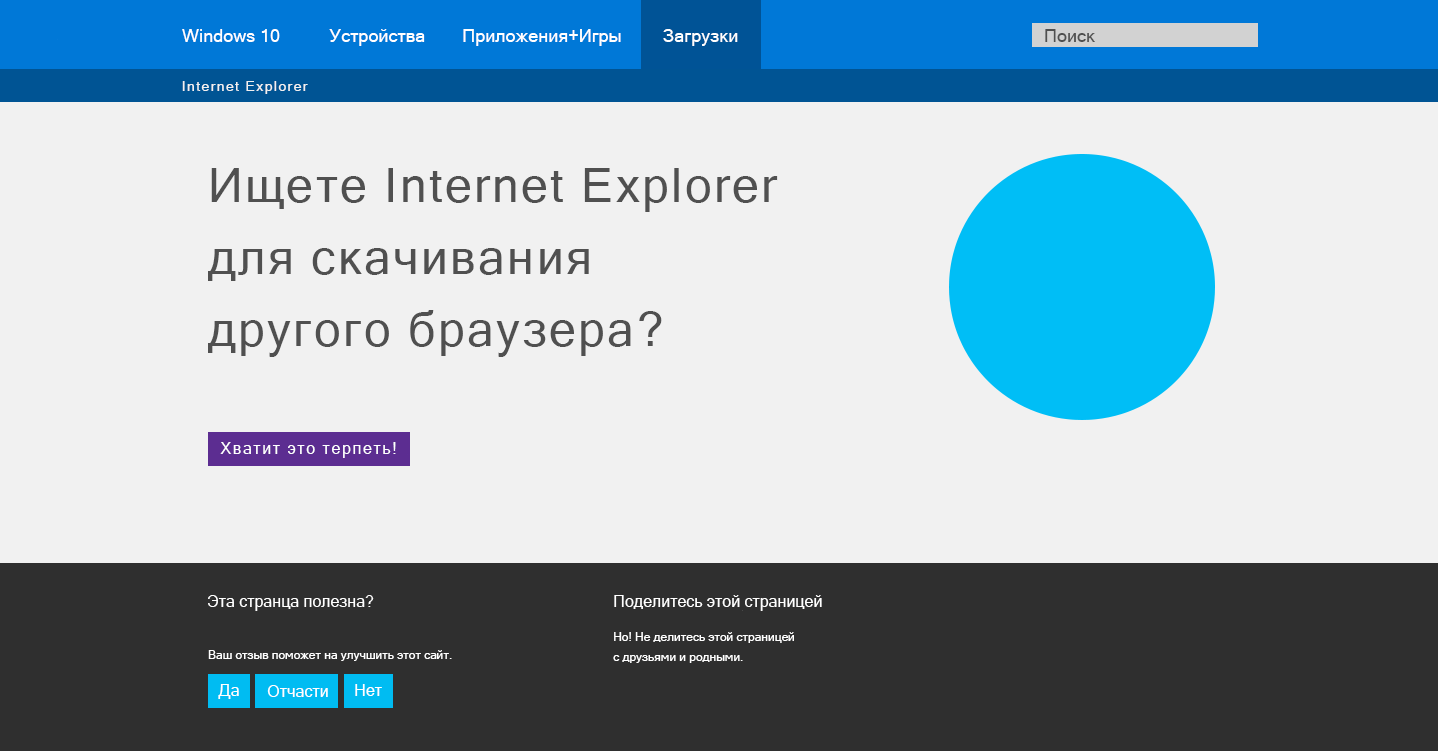 Windows 10 Устройства Приложения+Игры Загрузки Поиск
Internet Explorer
Ищете Internet Explorer
для скачивания
другого браузера?
Хватит это терпеть!
Эта странца полезна?
Ваш отзыв поможет на улучшить этот сайт.
Да Отчасти Нет
Поделитесь этой страницей
Но! Не делитесь этой страницей
с друзьями и родными.